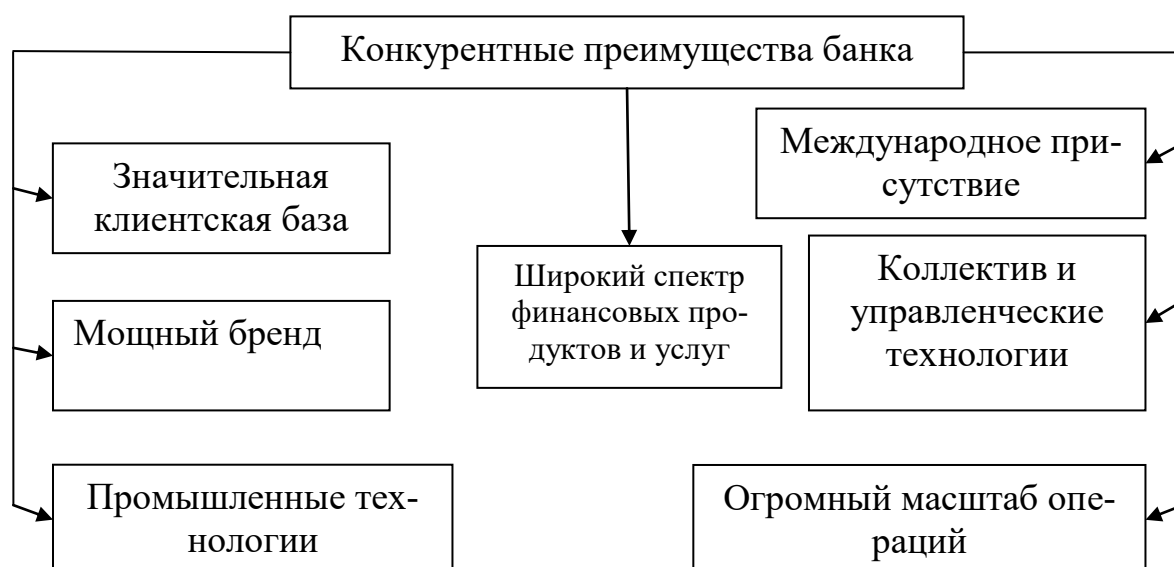 Конкурентные преимущества банка
Значительная
клиентская база
Мощный бренд
Промышленные тех-
нологии
Широкий спектр
финансовых про-
дуктов и услуг
Международное при-
сутствие
Коллектив и
управленческие
технологии
Огромный масштаб опе-
раций